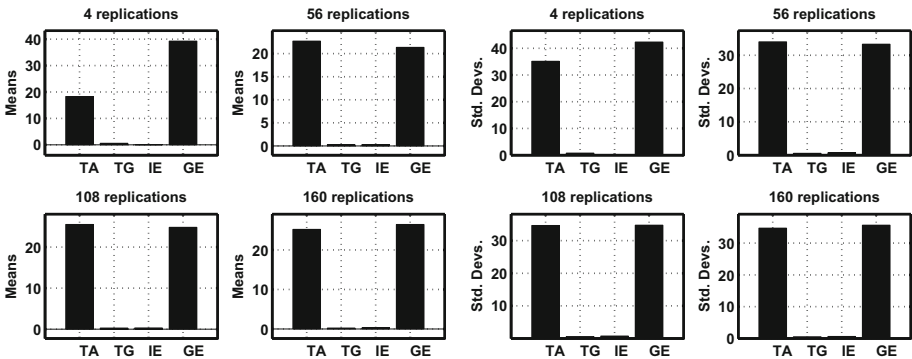 4 replications
Means
40
30
20
10
0
TA TG IE GE
56 replications
Means
20
15
10
5
0
TA TG IE GE
4 replications
Std. Devs.
40
30
20
10
0
TA TG IE GE
56 replications
Std. Devs.
30
20
10
0
TA TG IE GE
108 replications
Means
20
10
0
TA TG IE GE
160 replications
Means
20
10
0
TA TG IE GE
108 replications
Std. Devs.
30
20
10
TA TG IE GE
160 replications
Std. Devs.
30
20
10
0
TA TG IE GE